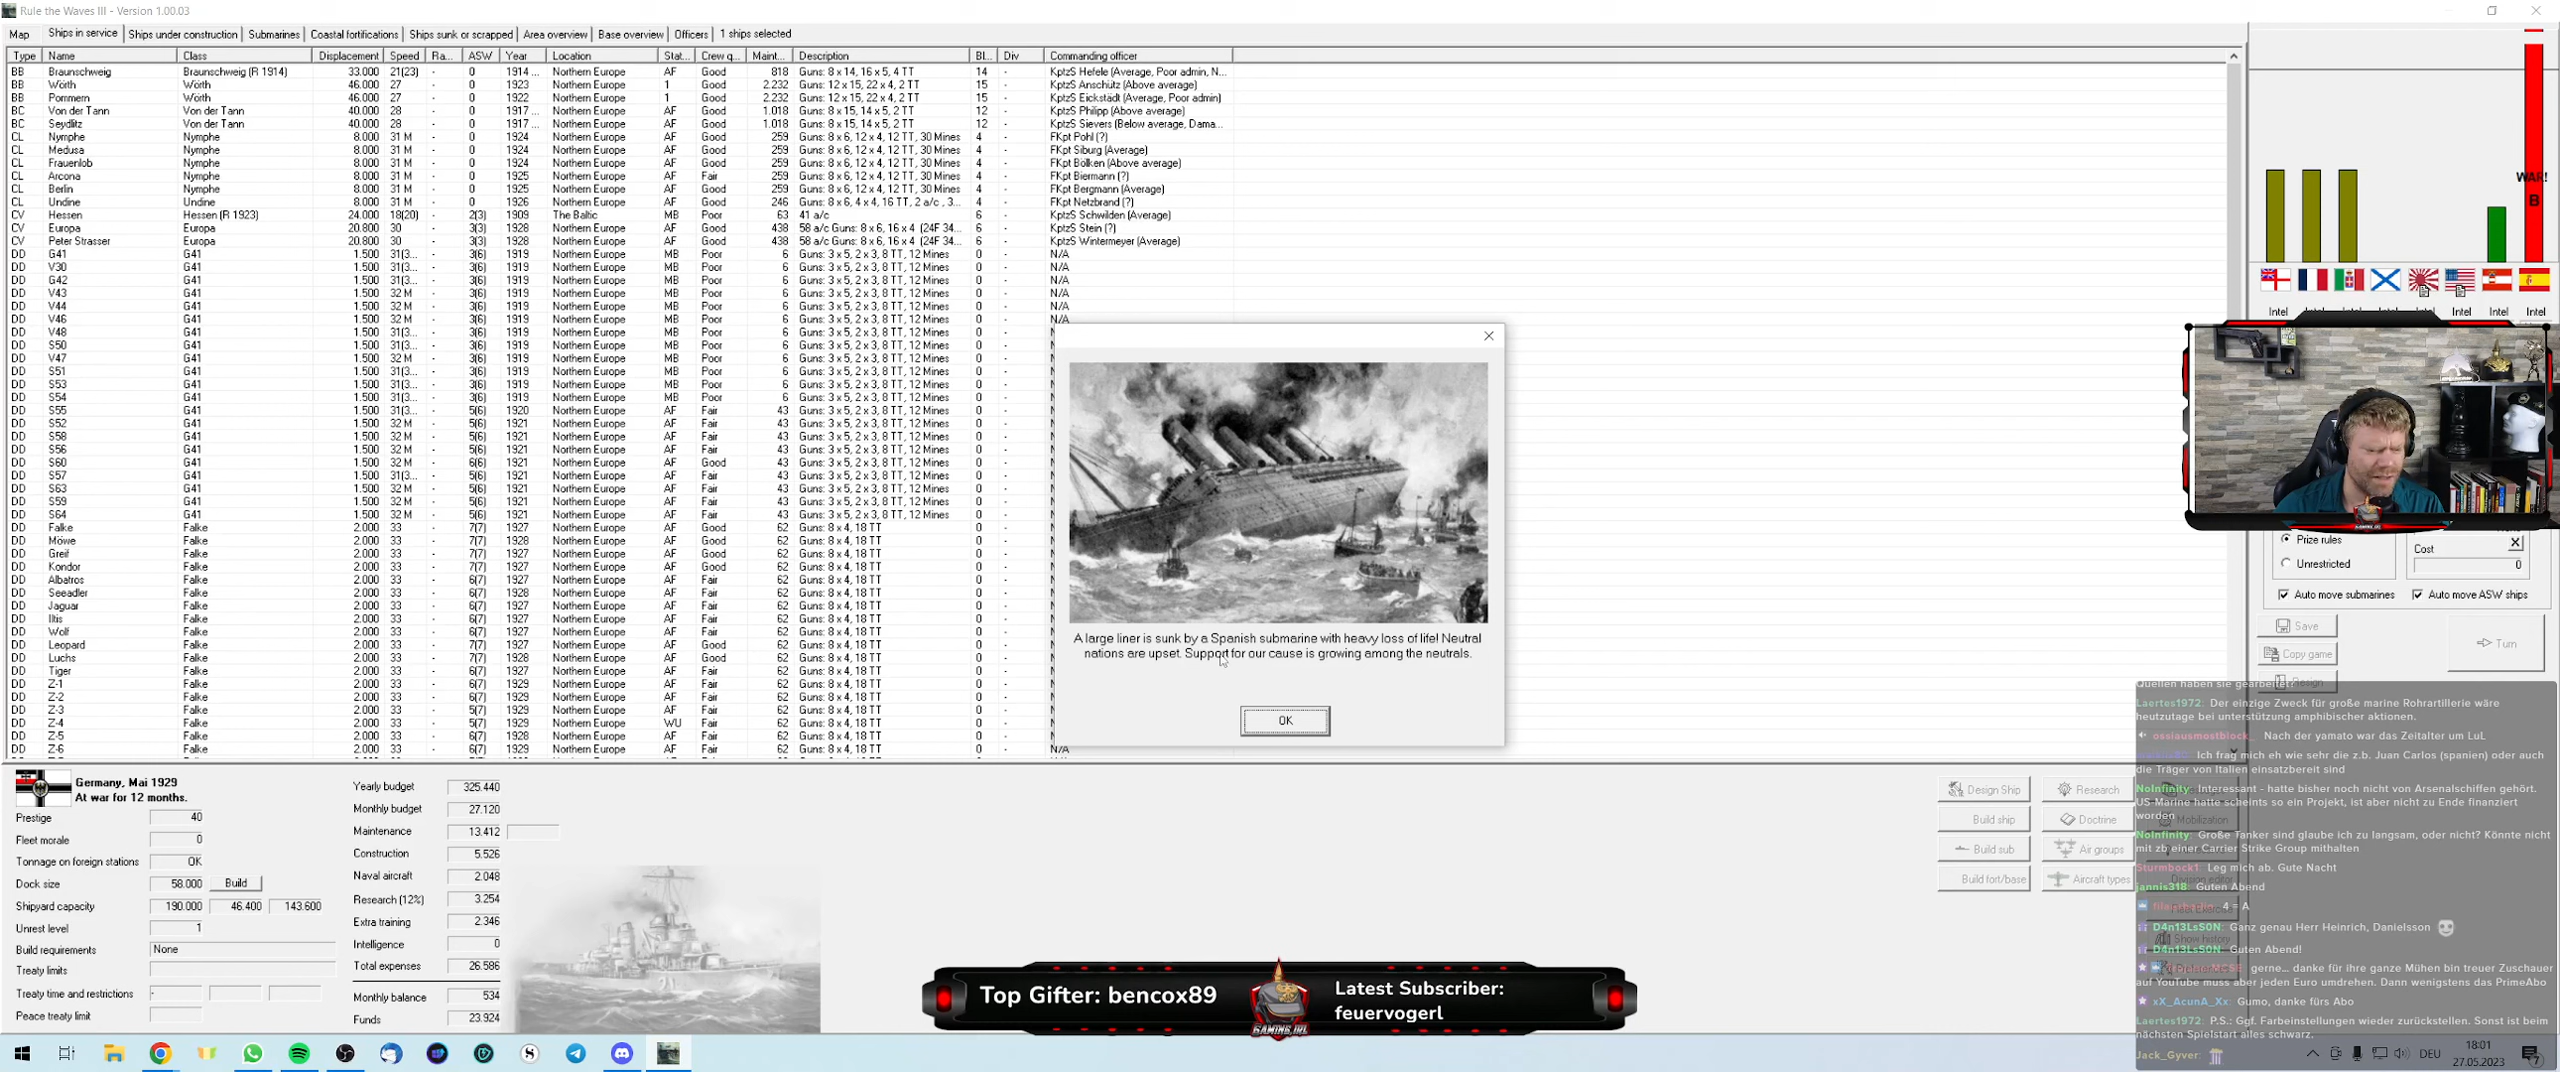 Rule the Waves III - Version 1.00.03
Map Ships in service Ships under construction Submarines Coastal fortifications Ships sunk or scrapped Area overview Base overview Officers 1 ships selected
Type Name Class Displacement Speed Ra... ASW Year Location Stat... Crew q... Maint... Description Bl... Div Commanding officer
BB Braunschweig Braunschweig (R 1914) 33.000 21(23) - 0 1914 ... Northern Europe AF Good 818 Guns: 8 x 14, 16 x 5, 4 TT 14 - KptzS Hefele (Average, Poor admin, N...
BB Wörth Wörth 46.000 27 - 0 1923 Northern Europe 1 Good 2.232 Guns: 12 x 15, 22 x 4, 2 TT 15 - KptzS Anschütz (Above average)
BB Pommern Wörth 46.000 27 - 0 1922 Northern Europe 1 Good 2.232 Guns: 12 x 15, 22 x 4, 2 TT 15 - KptzS Eickstädt (Average, Poor admin)
BC Von der Tann Von der Tann 40.000 28 - 0 1917 ... Northern Europe AF Good 1.018 Guns: 8 x 15, 14 x 5, 2 TT 12 - KptzS Philipp (Above average)
BC Seydlitz Von der Tann 40.000 28 - 0 1917 ... Northern Europe AF Good 1.018 Guns: 8 x 15, 14 x 5, 2 TT 12 - KptzS Sievers (Below average, Dama...
CL Nymphe Nymphe 8.000 31 M - 0 1924 Northern Europe AF Good 259 Guns: 8 x 6, 12 x 4, 12 TT, 30 Mines 4 - FKpt Pohl (?)
CL Medusa Nymphe 8.000 31 M - 0 1924 Northern Europe AF Good 259 Guns: 8 x 6, 12 x 4, 12 TT, 30 Mines 4 - FKpt Siburg (Average)
CL Frauenlob Nymphe 8.000 31 M - 0 1924 Northern Europe AF Good 259 Guns: 8 x 6, 12 x 4, 12 TT, 30 Mines 4 - FKpt Bölken (Above average)
CL Arcona Nymphe 8.000 31 M - 0 1925 Northern Europe AF Fair 259 Guns: 8 x 6, 12 x 4, 12 TT, 30 Mines 4 - FKpt Biermann (?)
CL Berlin Nymphe 8.000 31 M - 0 1925 Northern Europe AF Good 259 Guns: 8 x 6, 12 x 4, 12 TT, 30 Mines 4 - FKpt Bergmann (Average)
CL Undine Undine 8.000 31 M - 0 1926 Northern Europe AF Good 246 Guns: 8 x 6, 4 x 4, 16 TT, 2 a/c , 3... 4 - FKpt Netzbrand (?)
CV Hessen Hessen (R 1923) 24.000 18(20) - 2(3) 1909 The Baltic MB Poor 63 41 a/c 6 - KptzS Schwilden (Average)
CV Europa Europa 20.800 30 - 3(3) 1928 Northern Europe AF Good 438 58 a/c Guns: 8 x 6, 16 x 4 (24F 34... 6 - KptzS Stein (?)
CV Peter Strasser Europa 20.800 30 - 3(3) 1928 Northern Europe AF Good 438 58 a/c Guns: 8 x 6, 16 x 4 (24F 34... 6 - KptzS Wintermeyer (Average)
DD G41 G41 1.500 31(3... - 3(6) 1919 Northern Europe MB Poor 6 Guns: 3 x 5, 2 x 3, 8 TT, 12 Mines 0 - N/A
DD V30 G41 1.500 31(3... - 3(6) 1919 Northern Europe MB Poor 6 Guns: 3 x 5, 2 x 3, 8 TT, 12 Mines 0 - N/A
DD G42 G41 1.500 31(3... - 3(6) 1919 Northern Europe MB Poor 6 Guns: 3 x 5, 2 x 3, 8 TT, 12 Mines 0 - N/A
DD V43 G41 1.500 32 M - 3(6) 1919 Northern Europe MB Poor 6 Guns: 3 x 5, 2 x 3, 8 TT, 12 Mines 0 - N/A
DD V44 G41 1.500 32 M - 3(6) 1919 Northern Europe MB Poor 6 Guns: 3 x 5, 2 x 3, 8 TT, 12 Mines 0 - N/A
DD V46 G41 1.500 32 M - 3(6) 1919 Northern Europe MB Poor 6 Guns: 3 x 5, 2 x 3, 8 TT, 12 Mines 0 - N/A
DD V48 G41 1.500 31(3... - 3(6) 1919 Northern Europe MB Poor 6 Guns: 3 x 5, 2 x 3, 8 TT, 12 Mines 0 -
DD S50 G41 1.500 31(3... - 3(6) 1919 Northern Europe MB Poor 6 Guns: 3 x 5, 2 x 3, 8 TT, 12 Mines 0 -
DD V47 G41 1.500 32 M - 3(6) 1919 Northern Europe MB Poor 6 Guns: 3 x 5, 2 x 3, 8 TT, 12 Mines 0 -
DD S51 G41 1.500 31(3... - 3(6) 1919 Northern Europe MB Poor 6 Guns: 3 x 5, 2 x 3, 8 TT, 12 Mines 0 -
DD S53 G41 1.500 31(3... - 3(6) 1919 Northern Europe MB Poor 6 Guns: 3 x 5, 2 x 3, 8 TT, 12 Mines 0 -
DD S54 G41 1.500 31(3... - 3(6) 1919 Northern Europe MB Poor 6 Guns: 3 x 5, 2 x 3, 8 TT, 12 Mines 0 -
DD S55 G41 1.500 31(3... - 5(6) 1920 Northern Europe AF Fair 43 Guns: 3 x 5, 2 x 3, 8 TT, 12 Mines 0 -
DD S52 G41 1.500 32 M - 5(6) 1921 Northern Europe AF Fair 43 Guns: 3 x 5, 2 x 3, 8 TT, 12 Mines 0 -
DD S58 G41 1.500 32 M - 5(6) 1921 Northern Europe AF Fair 43 Guns: 3 x 5, 2 x 3, 8 TT, 12 Mines 0 -
DD S56 G41 1.500 32 M - 5(6) 1921 Northern Europe AF Fair 43 Guns: 3 x 5, 2 x 3, 8 TT, 12 Mines 0 -
DD S60 G41 1.500 32 M - 5(6) 1921 Northern Europe AF Good 43 Guns: 3 x 5, 2 x 3, 8 TT, 12 Mines 0 -
DD S57 G41 1.500 31(3... - 5(6) 1921 Northern Europe AF Fair 43 Guns: 3 x 5, 2 x 3, 8 TT, 12 Mines 0 -
DD S63 G41 1.500 32 M - 5(6) 1921 Northern Europe AF Fair 43 Guns: 3 x 5, 2 x 3, 8 TT, 12 Mines 0 -
DD S59 G41 1.500 32 M - 5(6) 1921 Northern Europe AF Fair 43 Guns: 3 x 5, 2 x 3, 8 TT, 12 Mines 0 -
DD S64 G41 1.500 32 M - 5(6) 1921 Northern Europe AF Fair 43 Guns: 3 x 5, 2 x 3, 8 TT, 12 Mines 0 -
DD Falke Falke 2.000 33 - 7(7) 1927 Northern Europe AF Good 62 Guns: 8 x 4, 18 TT 0 -
DD Möwe Falke 2.000 33 - 7(7) 1928 Northern Europe AF Good 62 Guns: 8 x 4, 18 TT 0 -
DD Greif Falke 2.000 33 - 7(7) 1927 Northern Europe AF Good 62 Guns: 8 x 4, 18 TT 0 -
DD Kondor Falke 2.000 33 - 7(7) 1927 Northern Europe AF Good 62 Guns: 8 x 4, 18 TT 0 -
DD Albatros Falke 2.000 33 - 6(7) 1927 Northern Europe AF Fair 62 Guns: 8 x 4, 18 TT 0 -
DD Seeadler Falke 2.000 33 - 6(7) 1928 Northern Europe AF Fair 62 Guns: 8 x 4, 18 TT 0 -
DD Jaguar Falke 2.000 33 - 6(7) 1927 Northern Europe AF Fair 62 Guns: 8 x 4, 18 TT 0 -
DD Iltis Falke 2.000 33 - 6(7) 1927 Northern Europe AF Fair 62 Guns: 8 x 4, 18 TT 0 -
DD Wolf Falke 2.000 33 - 6(7) 1927 Northern Europe AF Fair 62 Guns: 8 x 4, 18 TT 0 -
DD Leopard Falke 2.000 33 - 6(7) 1927 Northern Europe AF Good 62 Guns: 8 x 4, 18 TT 0 -
DD Luchs Falke 2.000 33 - 6(7) 1928 Northern Europe AF Good 62 Guns: 8 x 4, 18 TT 0 -
DD Tiger Falke 2.000 33 - 6(7) 1927 Northern Europe AF Fair 62 Guns: 8 x 4, 18 TT 0 -
DD Z-1 Falke 2.000 33 - 6(7) 1929 Northern Europe AF Fair 62 Guns: 8 x 4, 18 TT 0 -
DD Z-2 Falke 2.000 33 - 6(7) 1929 Northern Europe AF Fair 62 Guns: 8 x 4, 18 TT 0 -
DD Z-3 Falke 2.000 33 - 6(7) 1929 Northern Europe AF Fair 62 Guns: 8 x 4, 18 TT 0 -
DD Z-4 Falke 2.000 33 - 5(7) 1929 Northern Europe WU Fair 62 Guns: 8 x 4, 18 TT 0 -
DD Z-5 Falke 2.000 33 - 6(7) 1929 Northern Europe AF Fair 62 Guns: 8 x 4, 18 TT 0 -
DD Z-6 Falke 2.000 33 - 6(7) 1929 Northern Europe AF Fair 62 Guns: 8 x 4, 18 TT 0 - N/A
A large liner is sunk by a Spanish submarine with heavy loss of life! Neutral
nations are upset. Support for our cause is growing among the neutrals.
OK
WAR!
B
Intel Intel Intel Intel Intel Intel Intel Intel
Prize rules
Unrestricted
Cost
0
Auto move submarines Auto move ASW ships
Save
Turn
Copy game
Resign
Germany, Mai 1929
At war for 12 months.
Prestige 40
Fleet morale 0
Tonnage on foreign stations OK
Dock size 58.000 Build
Shipyard capacity 190.000 46.400 143.600
Unrest level 1
Build requirements None
Treaty limits
Treaty time and restrictions -
Peace treaty limit
Yearly budget 325.440
Monthly budget 27.120
Maintenance 13.412
Construction 5.526
Naval aircraft 2.048
Research (12%) 3.254
Extra training 2.346
Intelligence 0
Total expenses 26.586
Monthly balance 534
Funds 23.924
Design Ship Research
Build ship Doctrine
Build sub Air groups
Build fort/base Aircraft types
Mobilization
Division editor
Show history
Top Gifter: bencox89
GAMING_IRL
Latest Subscriber:
feuervogerl
Quellen haben sie gearbeitet?
Laertes1972: Der einzige Zweck für große marine Rohrartillerie wäre
heutzutage bei unterstützung amphibischer aktionen.
ossiausmostblock_: Nach der yamato war das Zeitalter um LuL
Ich frag mich eh wie sehr die z.b. Juan Carlos (spanien) oder auch
die Träger von Italien einsatzbereit sind
NoInfinity: Interessant - hatte bisher noch nicht von Arsenalschiffen gehört.
US Marine hatte scheints so ein Projekt, ist aber nicht zu Ende finanziert
worden
NoInfinity: Große Tanker sind glaube ich zu langsam, oder nicht? Könnte nicht
mit zb einer Carrier Strike Group mithalten
Sturmbock1: Leg mich ab. Gute Nacht
jannis318: Guten Abend
4 = A
D4n13LsS0N: Ganz genau Herr Heinrich, Danielsson
D4n13LsS0N: Guten Abend!
gerne... danke für ihre ganze Mühen bin treuer Zuschauer
auf YouTube muss aber jeden Euro umdrehen. Dann wenigstens das PrimeAbo
xX_AcunA_Xx: Gumo, danke fürs Abo
Laertes1972: P.S.: Ggf. Farbeinstellungen wieder zurückstellen. Sonst ist beim
nächsten Spielstart alles schwarz.
Jack_Gyver:
DEU
18:01
27.05.2023
7